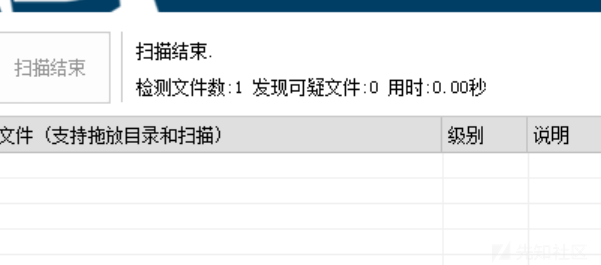 扫描结束
扫描结束.
检测文件数:1 发现可疑文件:0 用时:0.00秒
文件（支持拖放目录和扫描） 级别 说明
先知社区